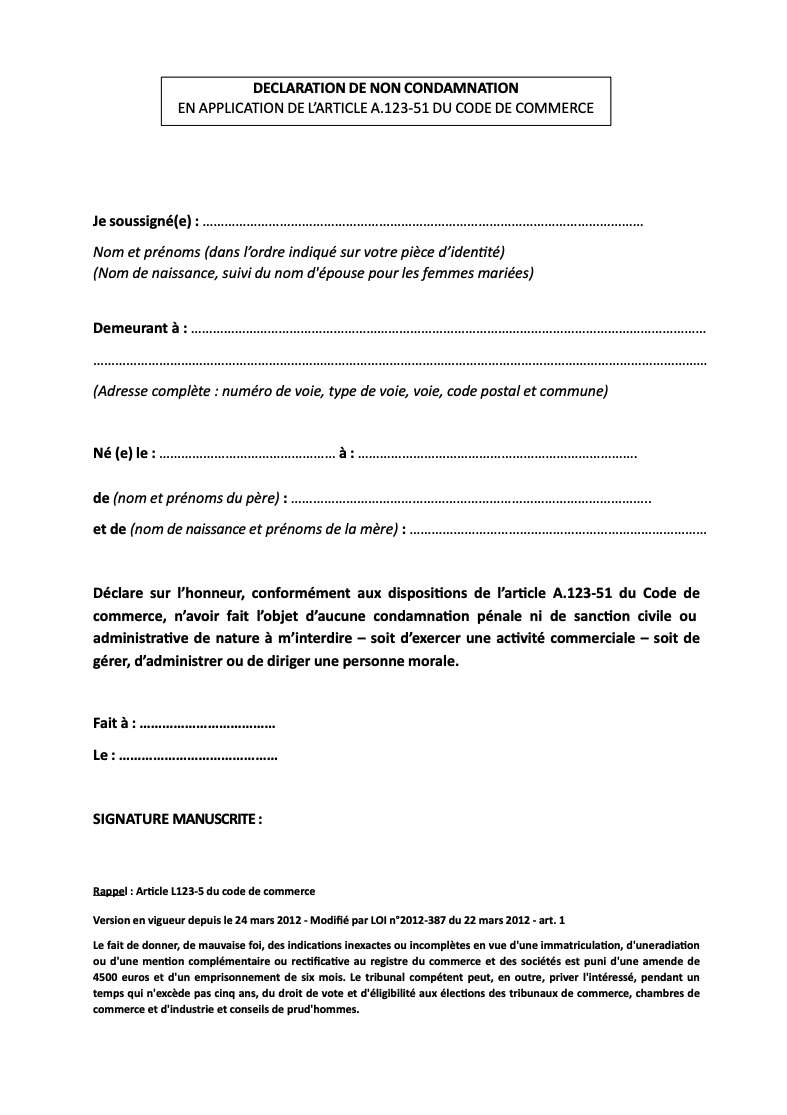 DECLARATION DE NON CONDAMNATION
EN APPLICATION DE L’ARTICLE A.123-51 DU CODE DE COMMERCE
Je soussigné(e) : ……………………………………………………………………………………………………………
Nom et prénoms (dans l’ordre indiqué sur votre pièce d’identité)
(Nom de naissance, suivi du nom d'épouse pour les femmes mariées)
Demeurant à : ………………………………………………………………………………………………………………………………
………………………………………………………………………………………………………………………………………………………
(Adresse complète : numéro de voie, type de voie, voie, code postal et commune)
Né (e) le : ………………………………………… à : ………………………………………………………………….
de (nom et prénoms du père) : ……………………………………………………………………………………..
et de (nom de naissance et prénoms de la mère) : ………………………………………………………………………
Déclare sur l’honneur, conformément aux dispositions de l’article A.123-51 du Code de
commerce, n’avoir fait l’objet d’aucune condamnation pénale ni de sanction civile ou
administrative de nature à m’interdire – soit d’exercer une activité commerciale – soit de
gérer, d’administrer ou de diriger une personne morale.
Fait à : ………………………………
Le : ……………………………………
SIGNATURE MANUSCRITE :
Rappel : Article L123-5 du code de commerce
Version en vigueur depuis le 24 mars 2012 - Modifié par LOI n°2012-387 du 22 mars 2012 - art. 1
Le fait de donner, de mauvaise foi, des indications inexactes ou incomplètes en vue d'une immatriculation, d'uneradiation
ou d'une mention complémentaire ou rectificative au registre du commerce et des sociétés est puni d'une amende de
4500 euros et d'un emprisonnement de six mois. Le tribunal compétent peut, en outre, priver l'intéressé, pendant un
temps qui n'excède pas cinq ans, du droit de vote et d'éligibilité aux élections des tribunaux de commerce, chambres de
commerce et d'industrie et conseils de prud'hommes.